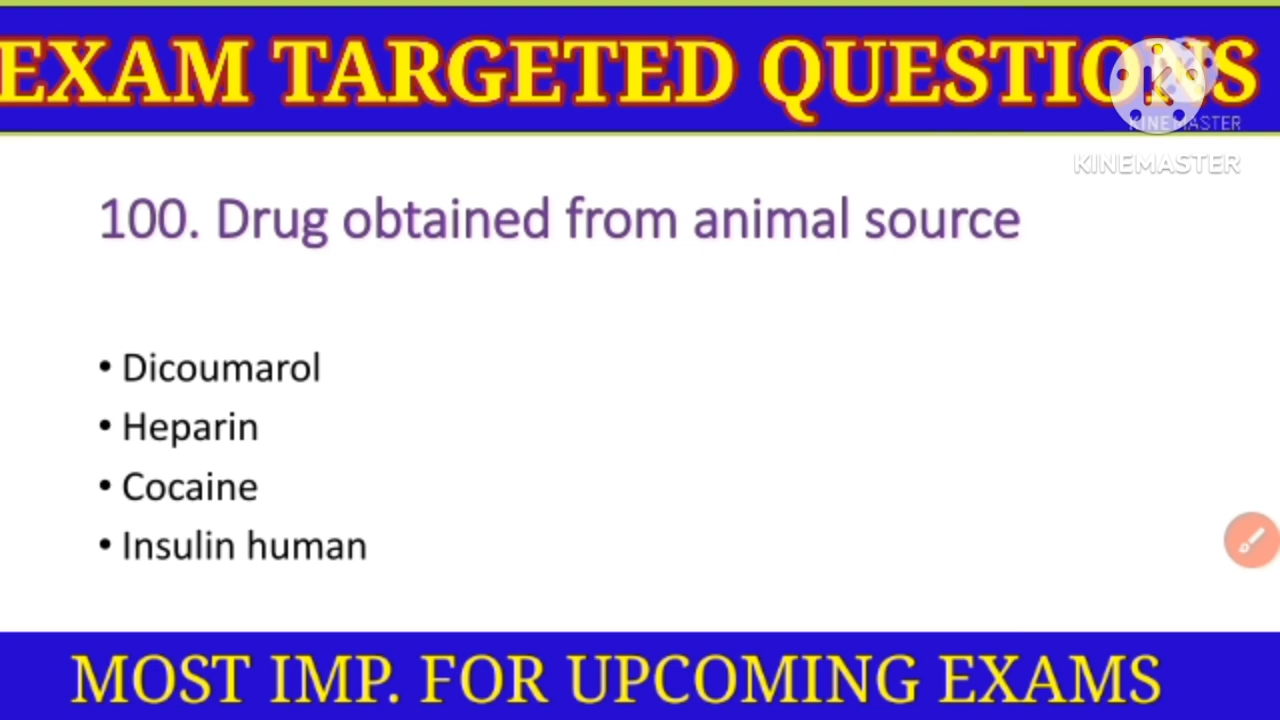 EXAM TARGETED QUESTIONS
K
KINEMASTER
KINEMASTER
100. Drug obtained from animal source
• Dicoumarol
• Heparin
• Cocaine
• Insulin human
MOST IMP. FOR UPCOMING EXAMS